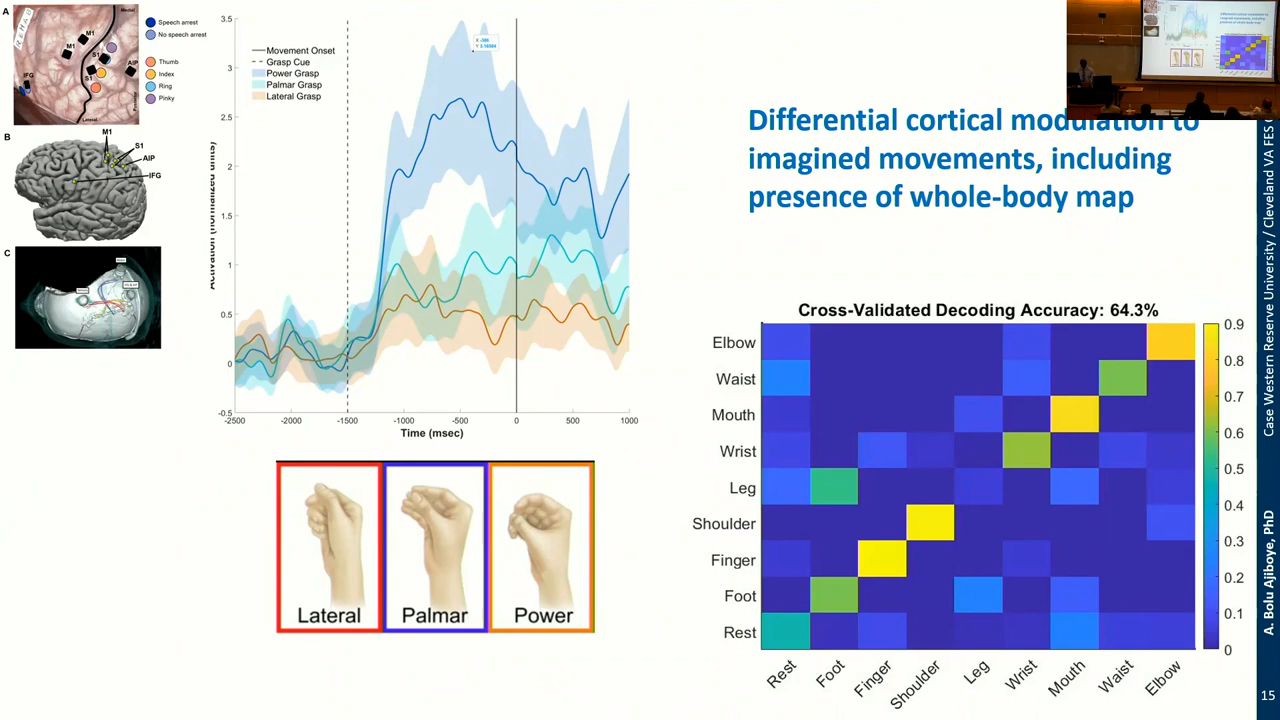 A
Medial
REHAB
M1
M1
S1
S1
AIP
IFG
Lateral
Speech arrest
No speech arrest
Thumb
Index
Ring
Pinky
B
M1
S1
AIP
IFG
C
3.5
3
2.5
2
1.5
1
0.5
0
-0.5
Activation (normalized units)
Movement Onset
Grasp Cue
Power Grasp
Palmar Grasp
Lateral Grasp
-2500
-2000
-1500
-1000
-500
0
500
1000
Time (msec)
Lateral
Palmar
Power
Differential cortical modulation to
imagined movements, including
presence of whole-body map
Cross-Validated Decoding Accuracy: 64.3%
Elbow
Waist
Mouth
Wrist
Leg
Shoulder
Finger
Foot
Rest
Rest
Foot
Finger
Shoulder
Leg
Wrist
Mouth
Waist
Elbow
0.9
0.8
0.7
0.6
0.5
0.4
0.3
0.2
0.1
0
Case Western Reserve University / Cleveland VA FES
A. Bolu Ajiboye, PhD
15